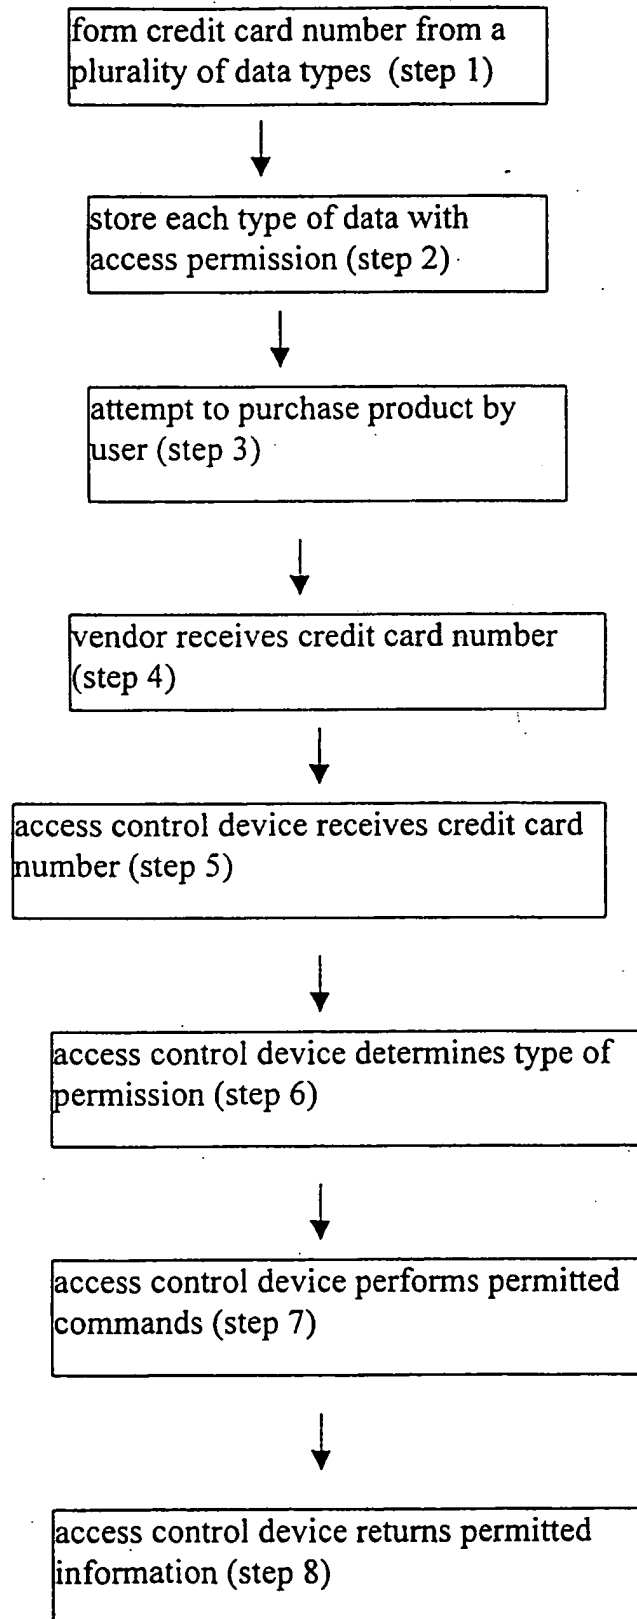 form credit card number from a
plurality of data types (step 1)
store each type of data with
access permission (step 2)
attempt to purchase product by
user (step 3)
vendor receives credit card number
(step 4)
access control device receives credit card
number (step 5)
access control device determines type of
permission (step 6)
access control device performs permitted
commands (step 7)
access control device returns permitted
information (step 8)